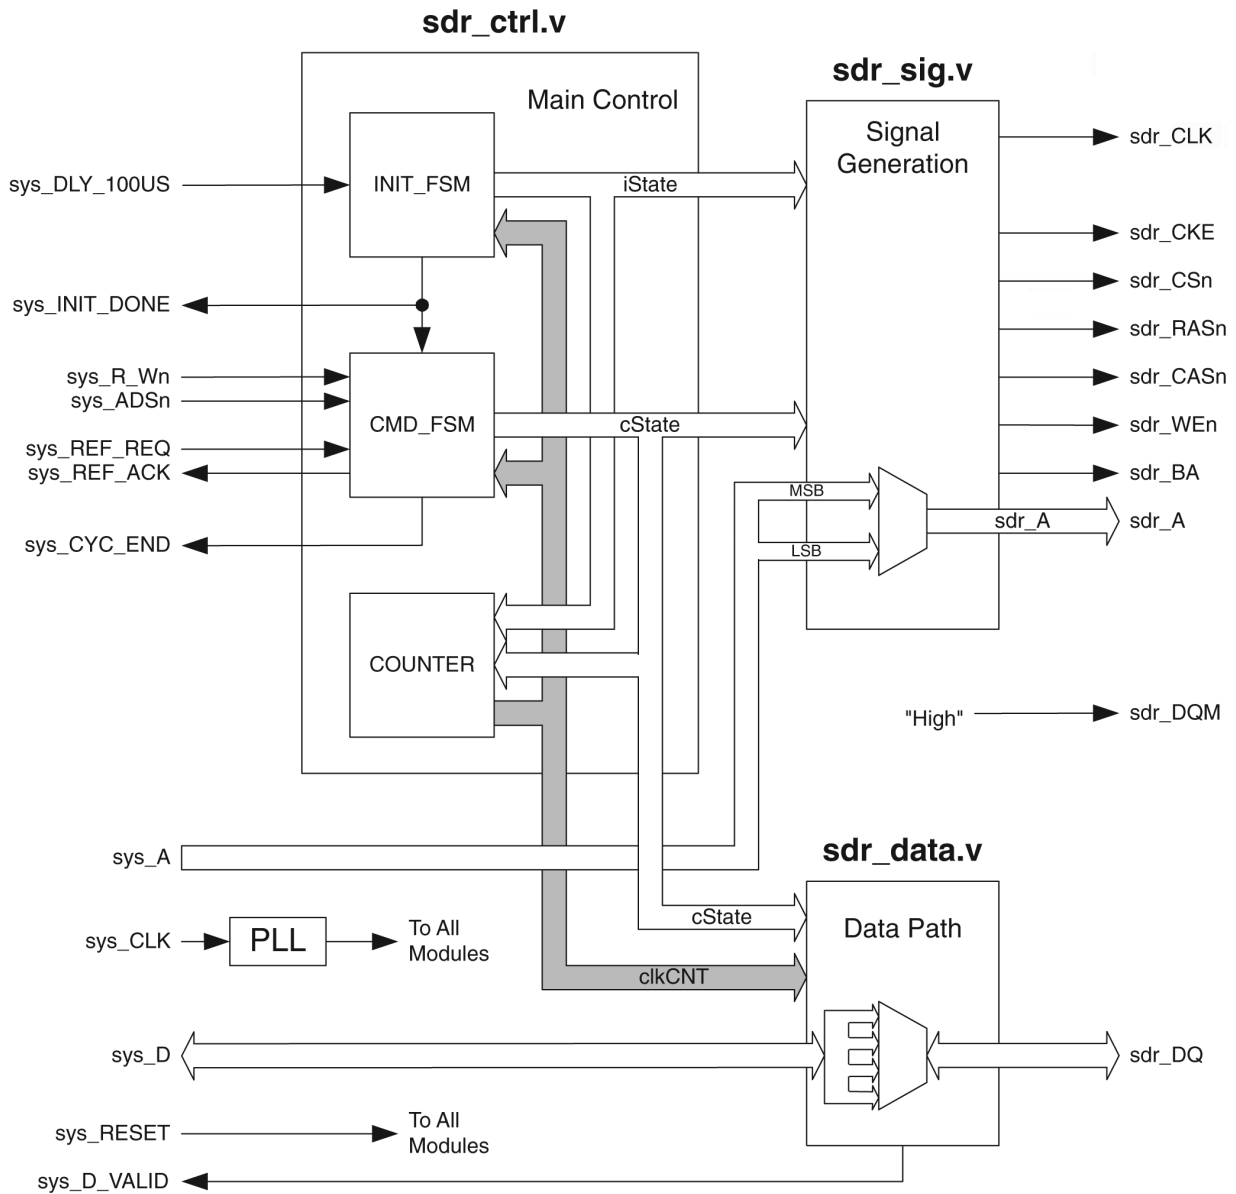 sdr_ctrl.v
sdr_sig.v
Main Control
Signal
Generation
sdr_CLK
sys_DLY_100US
INIT_FSM
iState
sdr_CKE
sdr_CSn
sys_INIT_DONE
sdr_RASn
sys_R_Wn
sdr_CASn
sys_ADSn
CMD_FSM
cState
sdr_WEn
sys_REF_REQ
sys_REF_ACK
sdr_BA
MSB
sdr_A
sdr_A
sys_CYC_END
LSB
COUNTER
"High"
sdr_DQM
sys_A
sdr_data.v
cState
Data Path
sys_CLK
PLL
To All
Modules
clkCNT
sys_D
sdr_DQ
sys_RESET
To All
Modules
sys_D_VALID